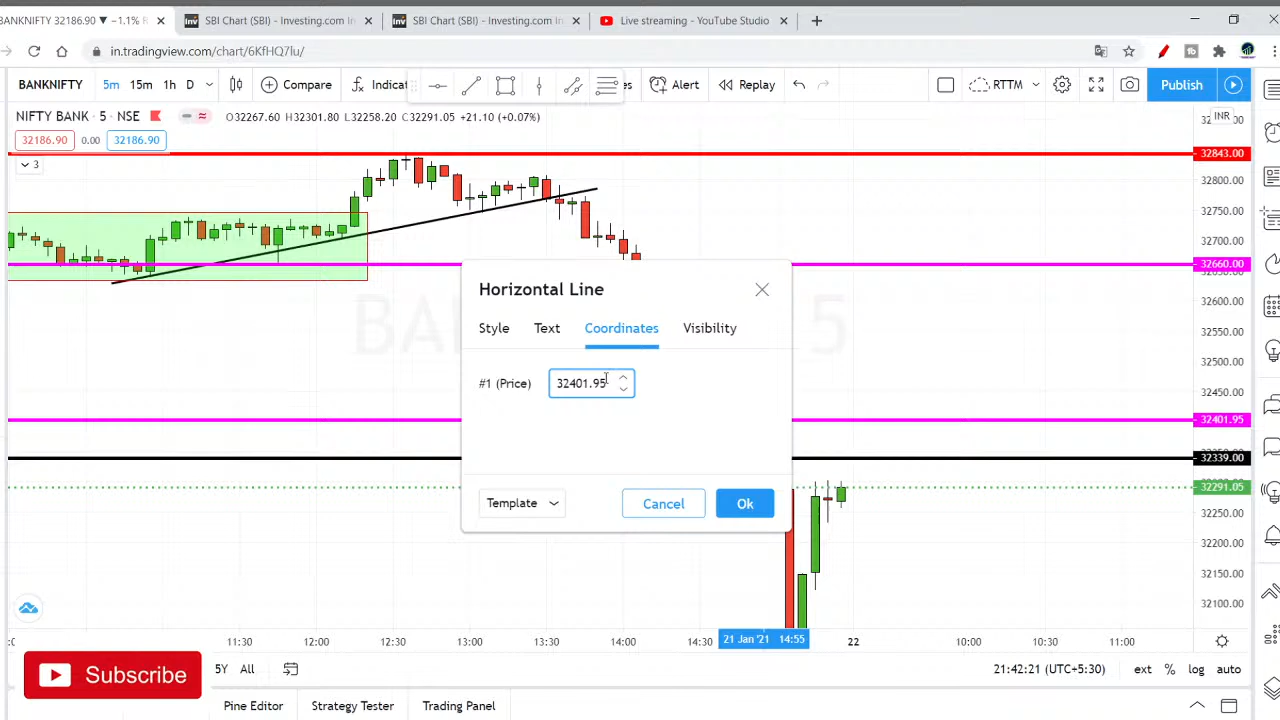 BANKNIFTY 32186.90 ▼ −1.1%
SBI Chart (SBI) - Investing.com In
SBI Chart (SBI) - Investing.com In
Live streaming - YouTube Studio
in.tradingview.com/chart/6KfHQ7lu/
BANKNIFTY 5m 15m 1h D Compare Indicat es Alert Replay RTTM Publish
NIFTY BANK · 5 · NSE O32267.60 H32301.80 L32258.20 C32291.05 +21.10 (+0.07%)
INR
32186.90 0.00 32186.90
3
32843.00
32800.00
32750.00
32700.00
32660.00
32600.00
32550.00
32500.00
32450.00
32401.95
32339.00
32291.05
32250.00
32200.00
32150.00
32100.00
Horizontal Line
Style Text Coordinates Visibility
#1 (Price) 32401.95
Template Cancel Ok
11:30 12:00 12:30 13:00 13:30 14:00 14:30 21 Jan '21 14:55 22 10:00 10:30 11:00
Subscribe
5Y All 21:42:21 (UTC+5:30) ext % log auto
Pine Editor Strategy Tester Trading Panel